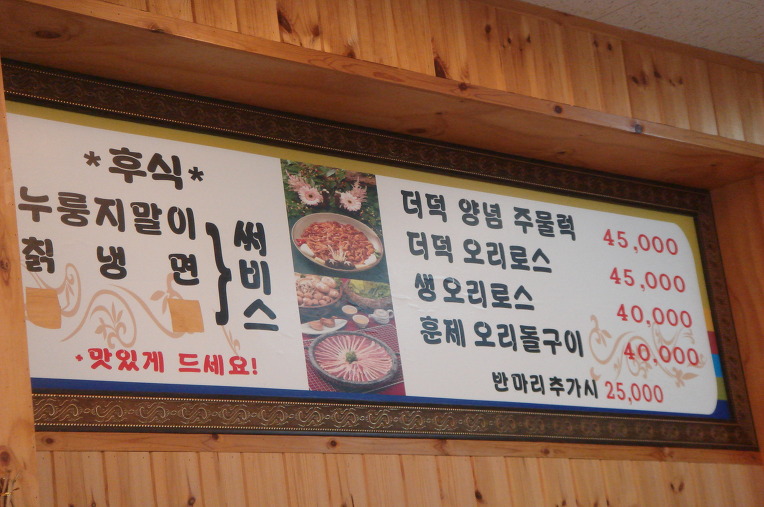 *후식*
누룽지말이
칡 냉 면
} 써비스
*맛있게 드세요!
더덕 양념 주물럭 45,000
더덕 오리로스 45,000
생오리로스 40,000
훈제 오리돌구이 40,000
반마리추가시 25,000